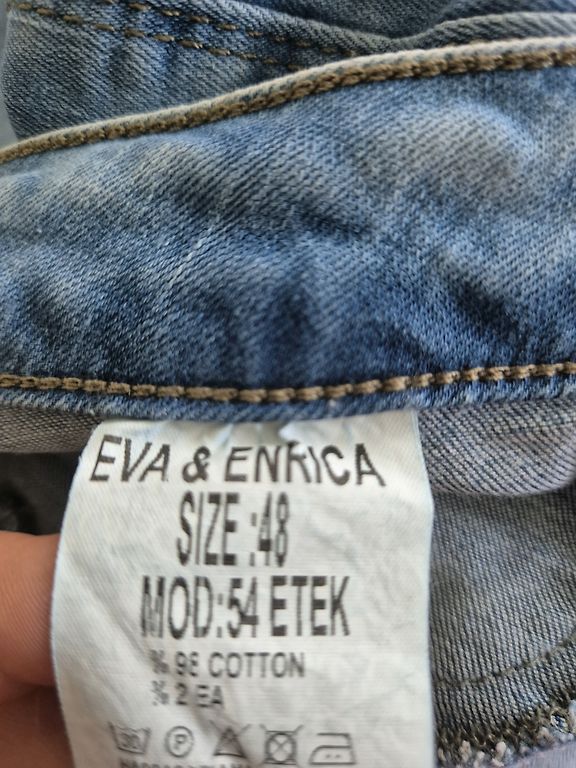 EVA & ENRICA
SIZE :48
MOD:54 ETEK
% 98 COTTON
% 2 EA